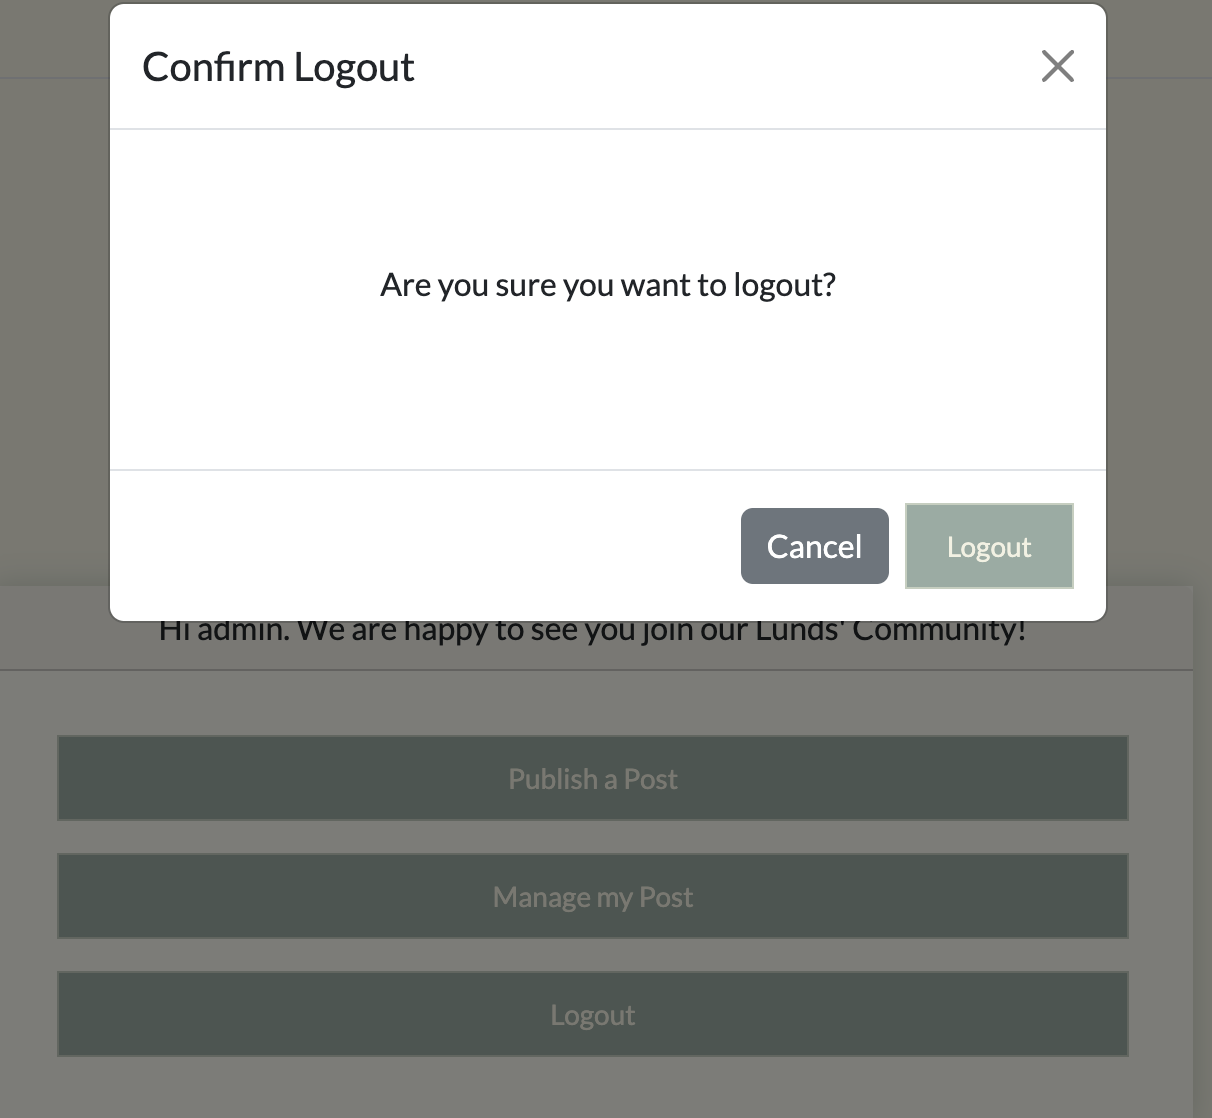 Confirm Logout
Are you sure you want to logout?
Cancel
Logout
Hi admin. We are happy to see you join our Lunds' Community!
Publish a Post
Manage my Post
Logout